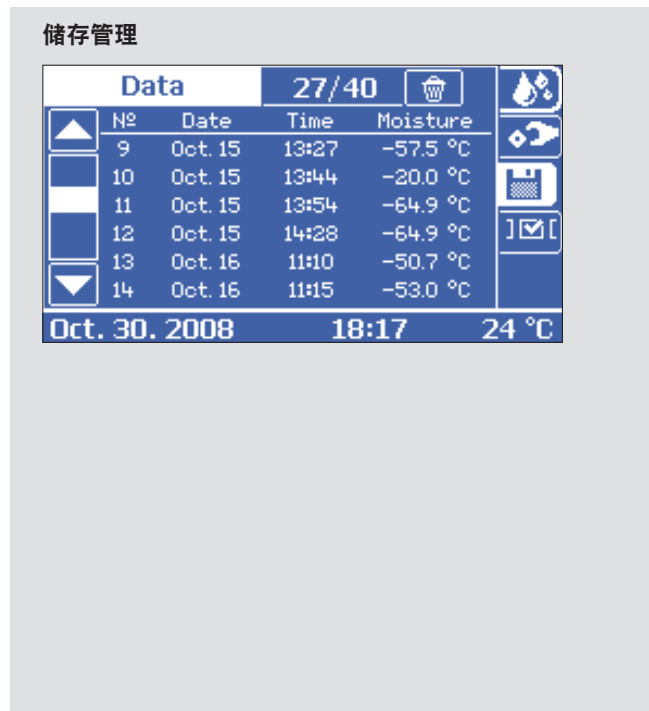 储存管理
Data 27/40
Nº Date Time Moisture
9 Oct. 15 13:27 -57.5 °C
10 Oct. 15 13:44 -20.0 °C
11 Oct. 15 13:54 -64.9 °C
12 Oct. 15 14:28 -64.9 °C
13 Oct. 16 11:10 -50.7 °C
14 Oct. 16 11:15 -53.0 °C
Oct. 30. 2008 18:17 24 °C